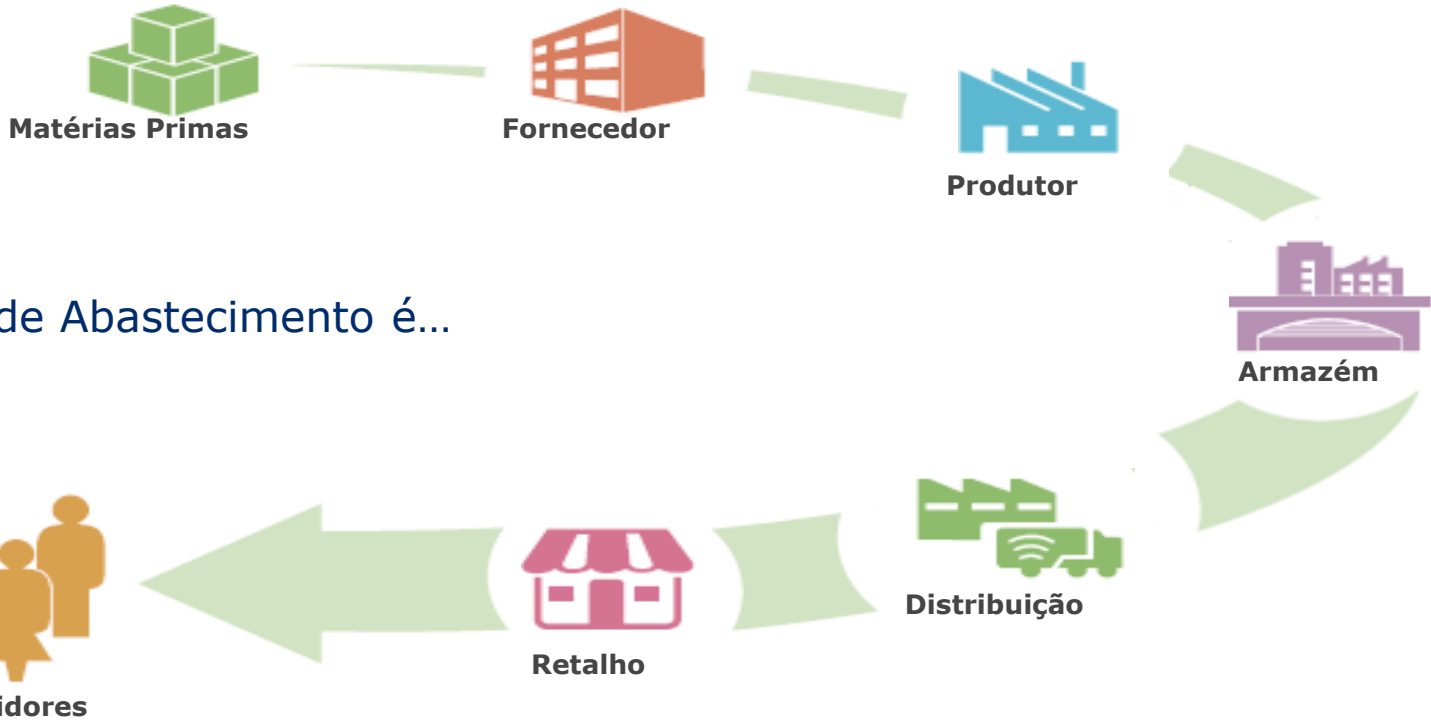 Matérias Primas
Fornecedor
Produtor
de Abastecimento é…
Armazém
Distribuição
Retalho
idores